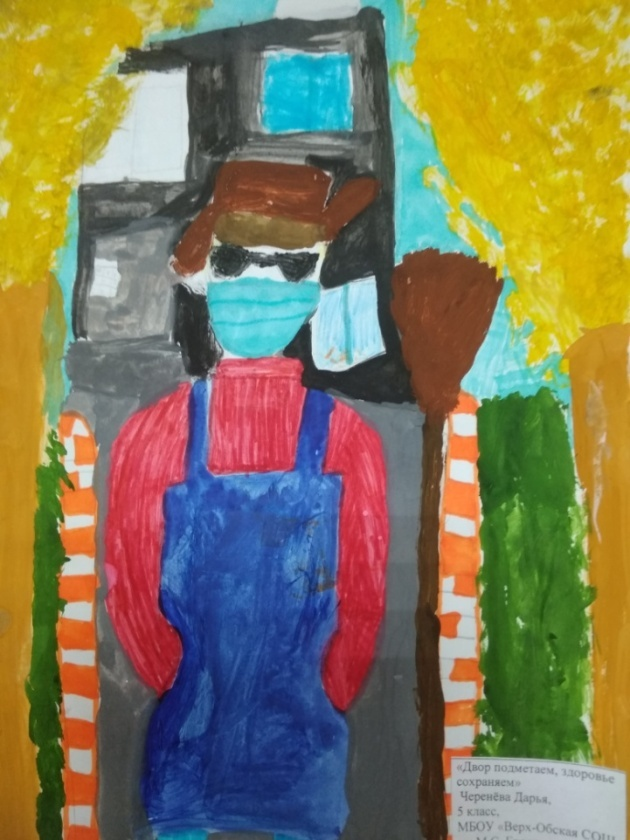 «Двор подметаем, здоровье
сохраняем»
Черенёва Дарья,
5 класс,
МБОУ «Верх-Обская СОШ
М.С.